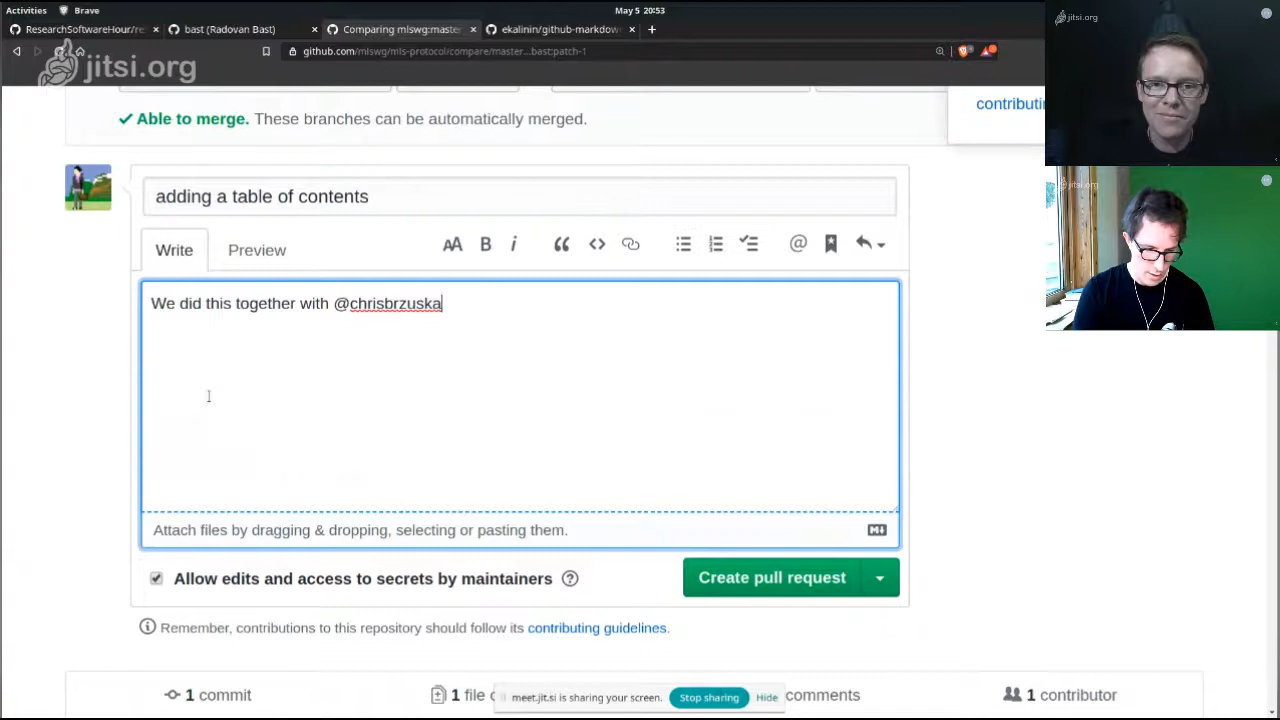 Activities Brave May 5 20:53
ResearchSoftwareHour/re × bast (Radovan Bast) × Comparing mlswg:master × ekalinin/github-markdow × +
github.com/mlswg/mls-protocol/compare/master...bast:patch-1
jitsi.org
jitsi.org
jitsi.org
contributi
Able to merge. These branches can be automatically merged.
adding a table of contents
Write Preview
AA B i
We did this together with @chrisbrzuska
Attach files by dragging & dropping, selecting or pasting them.
Allow edits and access to secrets by maintainers
Create pull request
Remember, contributions to this repository should follow its contributing guidelines.
1 commit 1 file c comments 1 contributor
meet.jit.si is sharing your screen. Stop sharing Hide